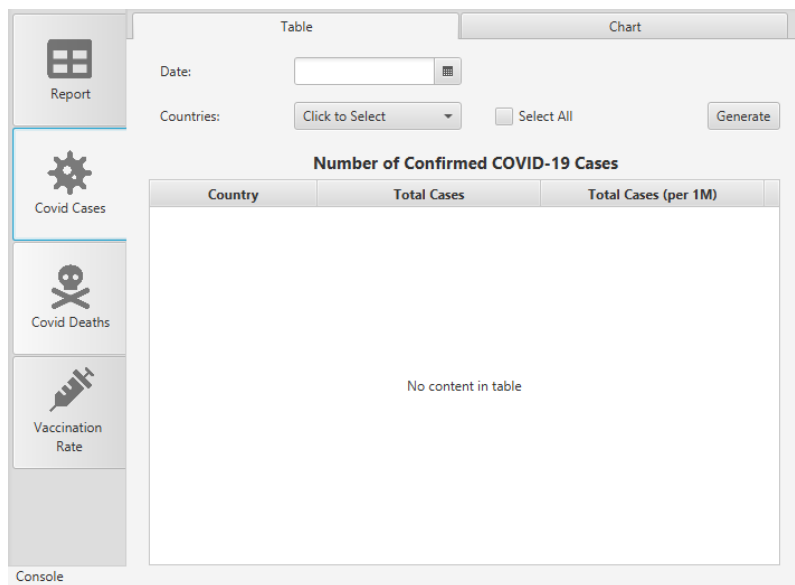 Table
Chart
Report
Date:
Countries:
Click to Select
Select All
Generate
Covid Cases
Number of Confirmed COVID-19 Cases
Country
Total Cases
Total Cases (per 1M)
Covid Deaths
No content in table
Vaccination
Rate
Console